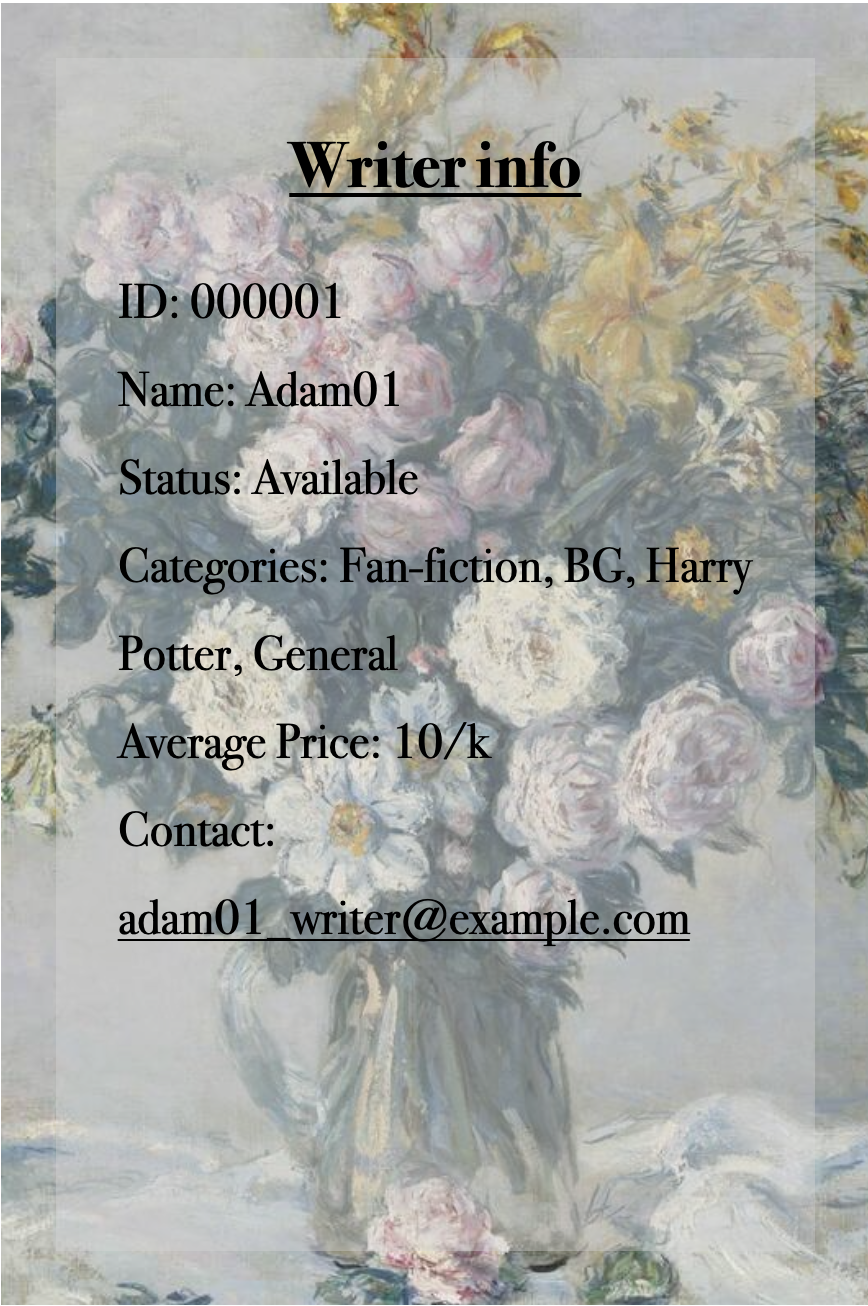 Writer info
ID: 000001
Name: Adam01
Status: Available
Categories: Fan-fiction, BG, Harry
Potter, General
Average Price: 10/k
Contact:
adam01_writer@example.com